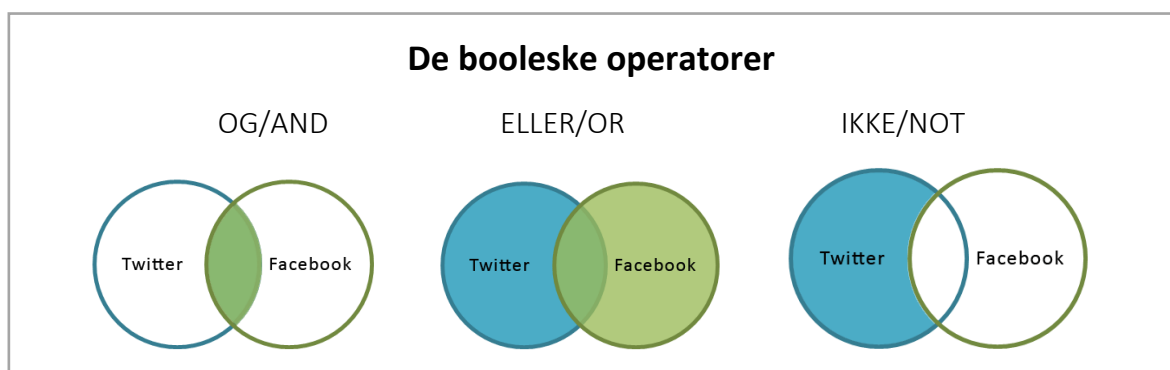 De booleske operatorer
OG/AND
ELLER/OR
IKKE/NOT
Twitter
Facebook
Twitter
Facebook
Twitter
Facebook